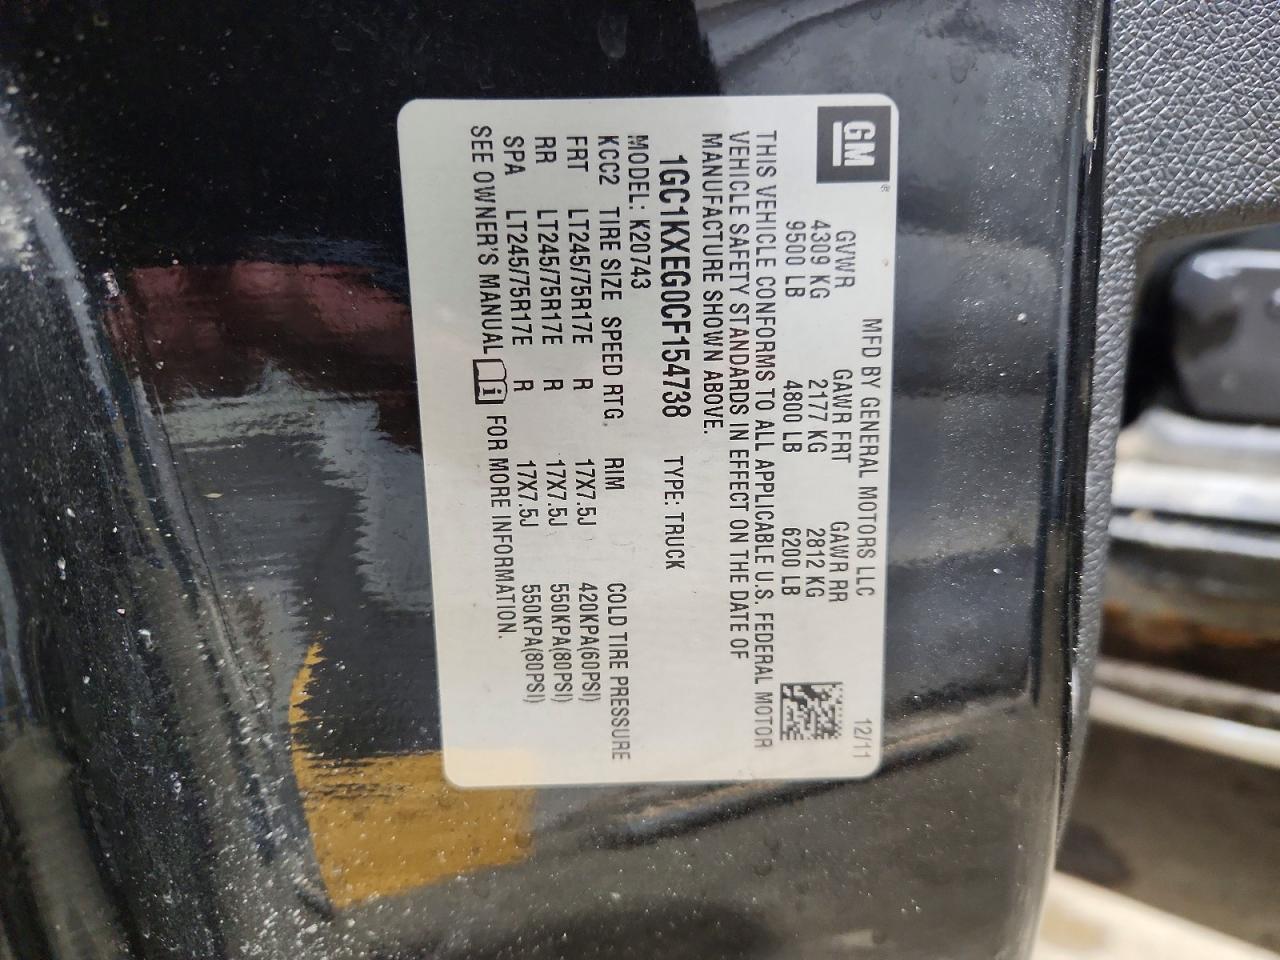 GM®
MFD BY GENERAL MOTORS LLC 12/11
GVWR GAWR FRT GAWR RR
4309 KG 2177 KG 2812 KG
9500 LB 4800 LB 6200 LB
THIS VEHICLE CONFORMS TO ALL APPLICABLE U.S. FEDERAL MOTOR
VEHICLE SAFETY STANDARDS IN EFFECT ON THE DATE OF
MANUFACTURE SHOWN ABOVE.
1GC1KXEG0CF154738 TYPE: TRUCK
MODEL: K20743
KCC2 TIRE SIZE SPEED RTG. RIM COLD TIRE PRESSURE
FRT LT245/75R17E R 17X7.5J 420KPA(60PSI)
RR LT245/75R17E R 17X7.5J 550KPA(80PSI)
SPA LT245/75R17E R 17X7.5J 550KPA(80PSI)
SEE OWNER'S MANUAL i FOR MORE INFORMATION.